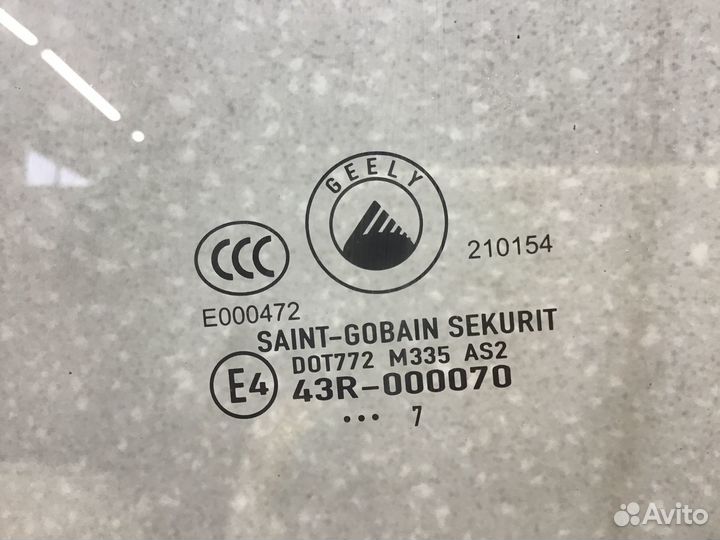 GEELY
CCC
210154
E000472
SAINT-GOBAIN SEKURIT
DOT772 M335 AS2
E4 43R-000070
••• 7
Avito